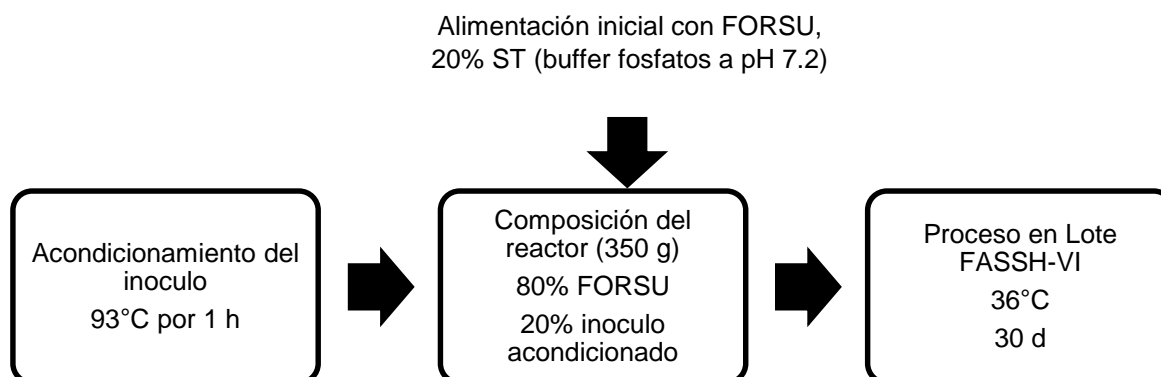 Alimentación inicial con FORSU,
20% ST (buffer fosfatos a pH 7.2)
Acondicionamiento del
inoculo
93°C por 1 h
Composición del
reactor (350 g)
80% FORSU
20% inoculo
acondicionado
Proceso en Lote
FASSH-VI
36°C
30 d